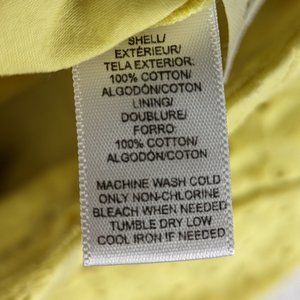 SHELL/
EXTÉRIEUR/
TELA EXTERIOR:
100% COTTON/
ALGODÓN/COTON
LINING/
DOUBLURE/
FORRO
100% COTTON/
ALGODÓN/COTON
MACHINE WASH COLD
ONLY NON-CHLORINE
BLEACH WHEN NEEDED
TUMBLE DRY LOW
COOL IRON IF NEEDED